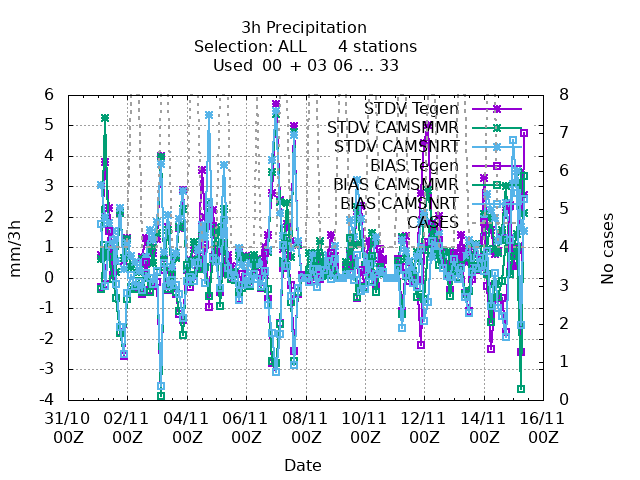 3h Precipitation
Selection: ALL 4 stations
Used 00 + 03 06 ... 33
6 8
STDV Tegen
5 7
STDV CAMSMMR
4 STDV CAMSNRT 6
BIAS Tegen
3 BIAS CAMSMMR 5
BIAS CAMSNRT
2 CASES
mm/3h
1 4
0 No cases
3
-1
-2 2
-3 1
-4 0
31/10 02/11 04/11 06/11 08/11 10/11 12/11 14/11 16/11
00Z 00Z 00Z 00Z 00Z 00Z 00Z 00Z 00Z
Date